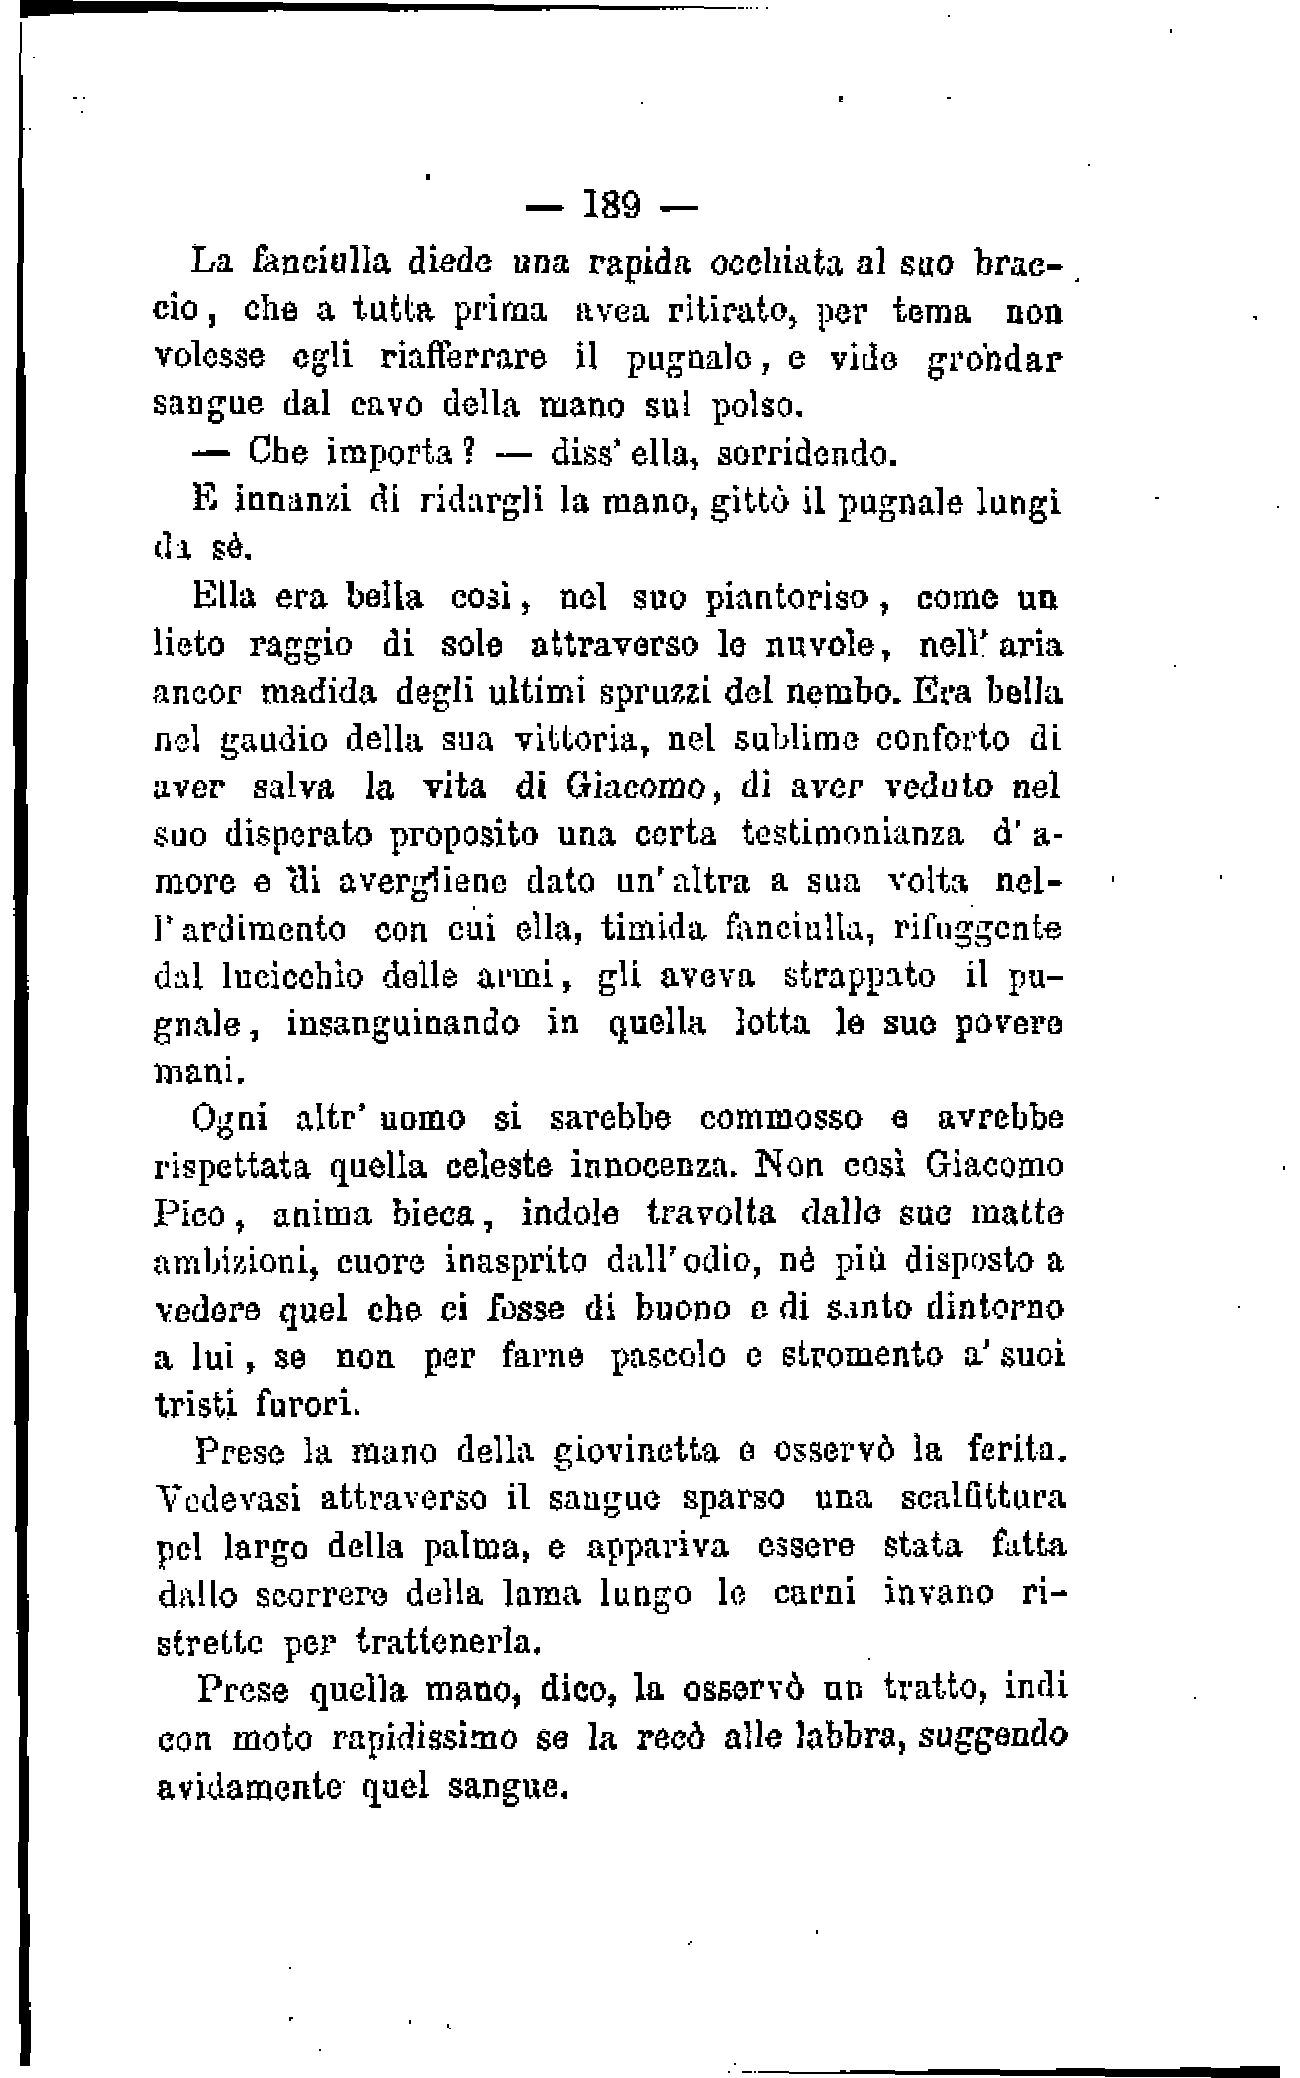 — 189 —
La fanciulla diede una rapida occhiata al suo brac-
cio, che a tutta prima avea ritirato, per tema non
volesse egli riafferrare il pugnale, e vide grondar
sangue dal cavo della mano sul polso.
— Che importa? — diss' ella, sorridendo.
E innanzi di ridargli la mano, gittò il pugnale lungi
da sè.
Ella era bella così, nel suo piantoriso, come un
lieto raggio di sole attraverso le nuvole, nell' aria
ancor madida degli ultimi spruzzi del nembo. Era bella
nel gaudio della sua vittoria, nel sublime conforto di
aver salva la vita di Giacomo, di aver veduto nel
suo disperato proposito una certa testimonianza d' a-
more e di avergliene dato un' altra a sua volta nel-
l' ardimento con cui ella, timida fanciulla, rifuggente
dal luccichio delle armi, gli aveva strappato il pu-
gnale, insanguinando in quella lotta le sue povere
mani.
Ogni altr' uomo si sarebbe commosso e avrebbe
rispettata quella celeste innocenza. Non così Giacomo
Pico, anima bieca, indole travolta dalle sue matte
ambizioni, cuore inasprito dall' odio, nè più disposto a
vedere quel che ci fosse di buono e di santo dintorno
a lui, se non per farne pascolo e stromento a' suoi
tristi furori.
Prese la mano della giovinetta e osservò la ferita.
Vedevasi attraverso il sangue sparso una scalfittura
pel largo della palma, e appariva essere stata fatta
dallo scorrere della lama lungo le carni invano ri-
strette per trattenerla.
Prese quella mano, dico, la osservò un tratto, indi
con moto rapidissimo se la recò alle labbra, suggendo
avidamente quel sangue.